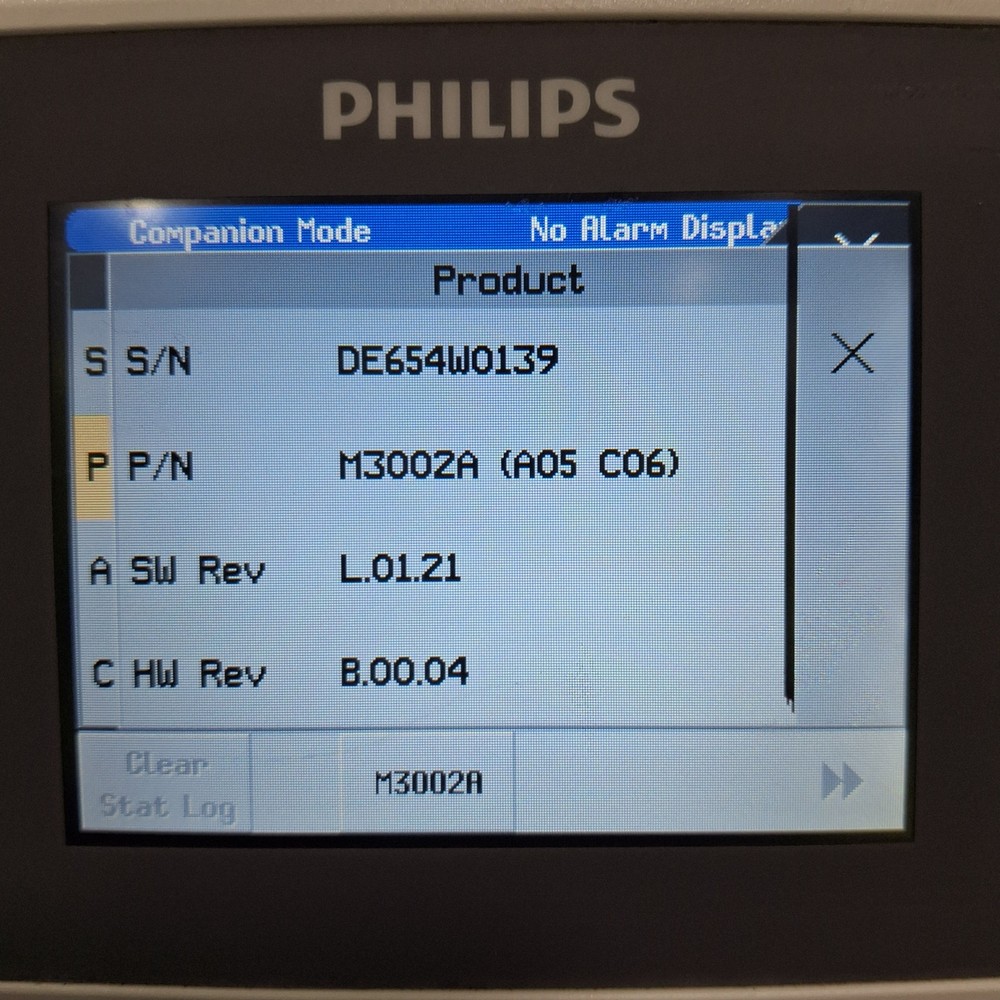 PHILIPS
Companion Mode No Alarm Displa
Product
S S/N DE654W0139
P P/N M3002A (A05 C06)
A SW Rev L.01.21
C HW Rev B.00.04
Clear
Stat Log
M3002A